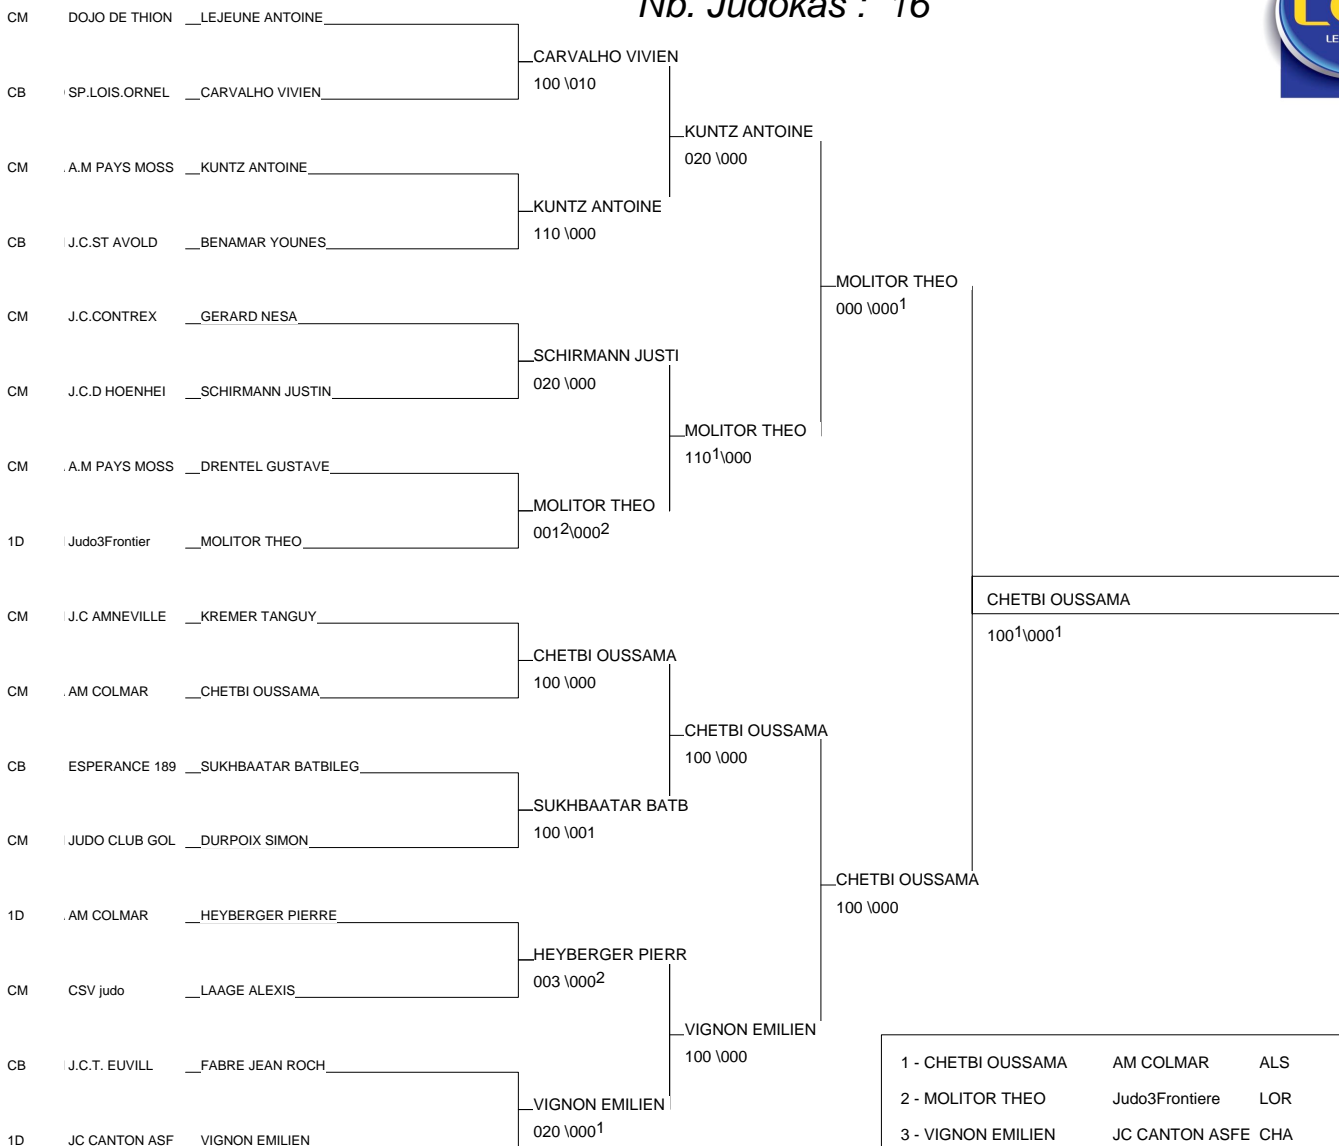 Nb. Judokas : 16
LE
CM DOJO DE THION LEJEUNE ANTOINE
CARVALHO VIVIEN
100 \010
CB SP.LOIS.ORNEL CARVALHO VIVIEN
KUNTZ ANTOINE
020 \000
CM A.M PAYS MOSS KUNTZ ANTOINE
KUNTZ ANTOINE
110 \000
CB J.C.ST AVOLD BENAMAR YOUNES
MOLITOR THEO
000 \0001
CM J.C.CONTREX GERARD NESA
SCHIRMANN JUSTI
020 \000
CM J.C.D HOENHEI SCHIRMANN JUSTIN
MOLITOR THEO
1101\000
CM A.M PAYS MOSS DRENTEL GUSTAVE
MOLITOR THEO
0012\0002
1D Judo3Frontier MOLITOR THEO
CHETBI OUSSAMA
1001\0001
CM J.C AMNEVILLE KREMER TANGUY
CHETBI OUSSAMA
100 \000
CM AM COLMAR CHETBI OUSSAMA
CHETBI OUSSAMA
100 \000
CB ESPERANCE 189 SUKHBAATAR BATBILEG
SUKHBAATAR BATB
100 \001
CM JUDO CLUB GOL DURPOIX SIMON
CHETBI OUSSAMA
100 \000
1D AM COLMAR HEYBERGER PIERRE
HEYBERGER PIERR
003 \0002
CM CSV judo LAAGE ALEXIS
VIGNON EMILIEN
100 \000
CB J.C.T. EUVILL FABRE JEAN ROCH
VIGNON EMILIEN
020 \0001
1D JC CANTON ASF VIGNON EMILIEN
1 - CHETBI OUSSAMA AM COLMAR ALS
2 - MOLITOR THEO Judo3Frontiere LOR
3 - VIGNON EMILIEN JC CANTON ASFE CHA